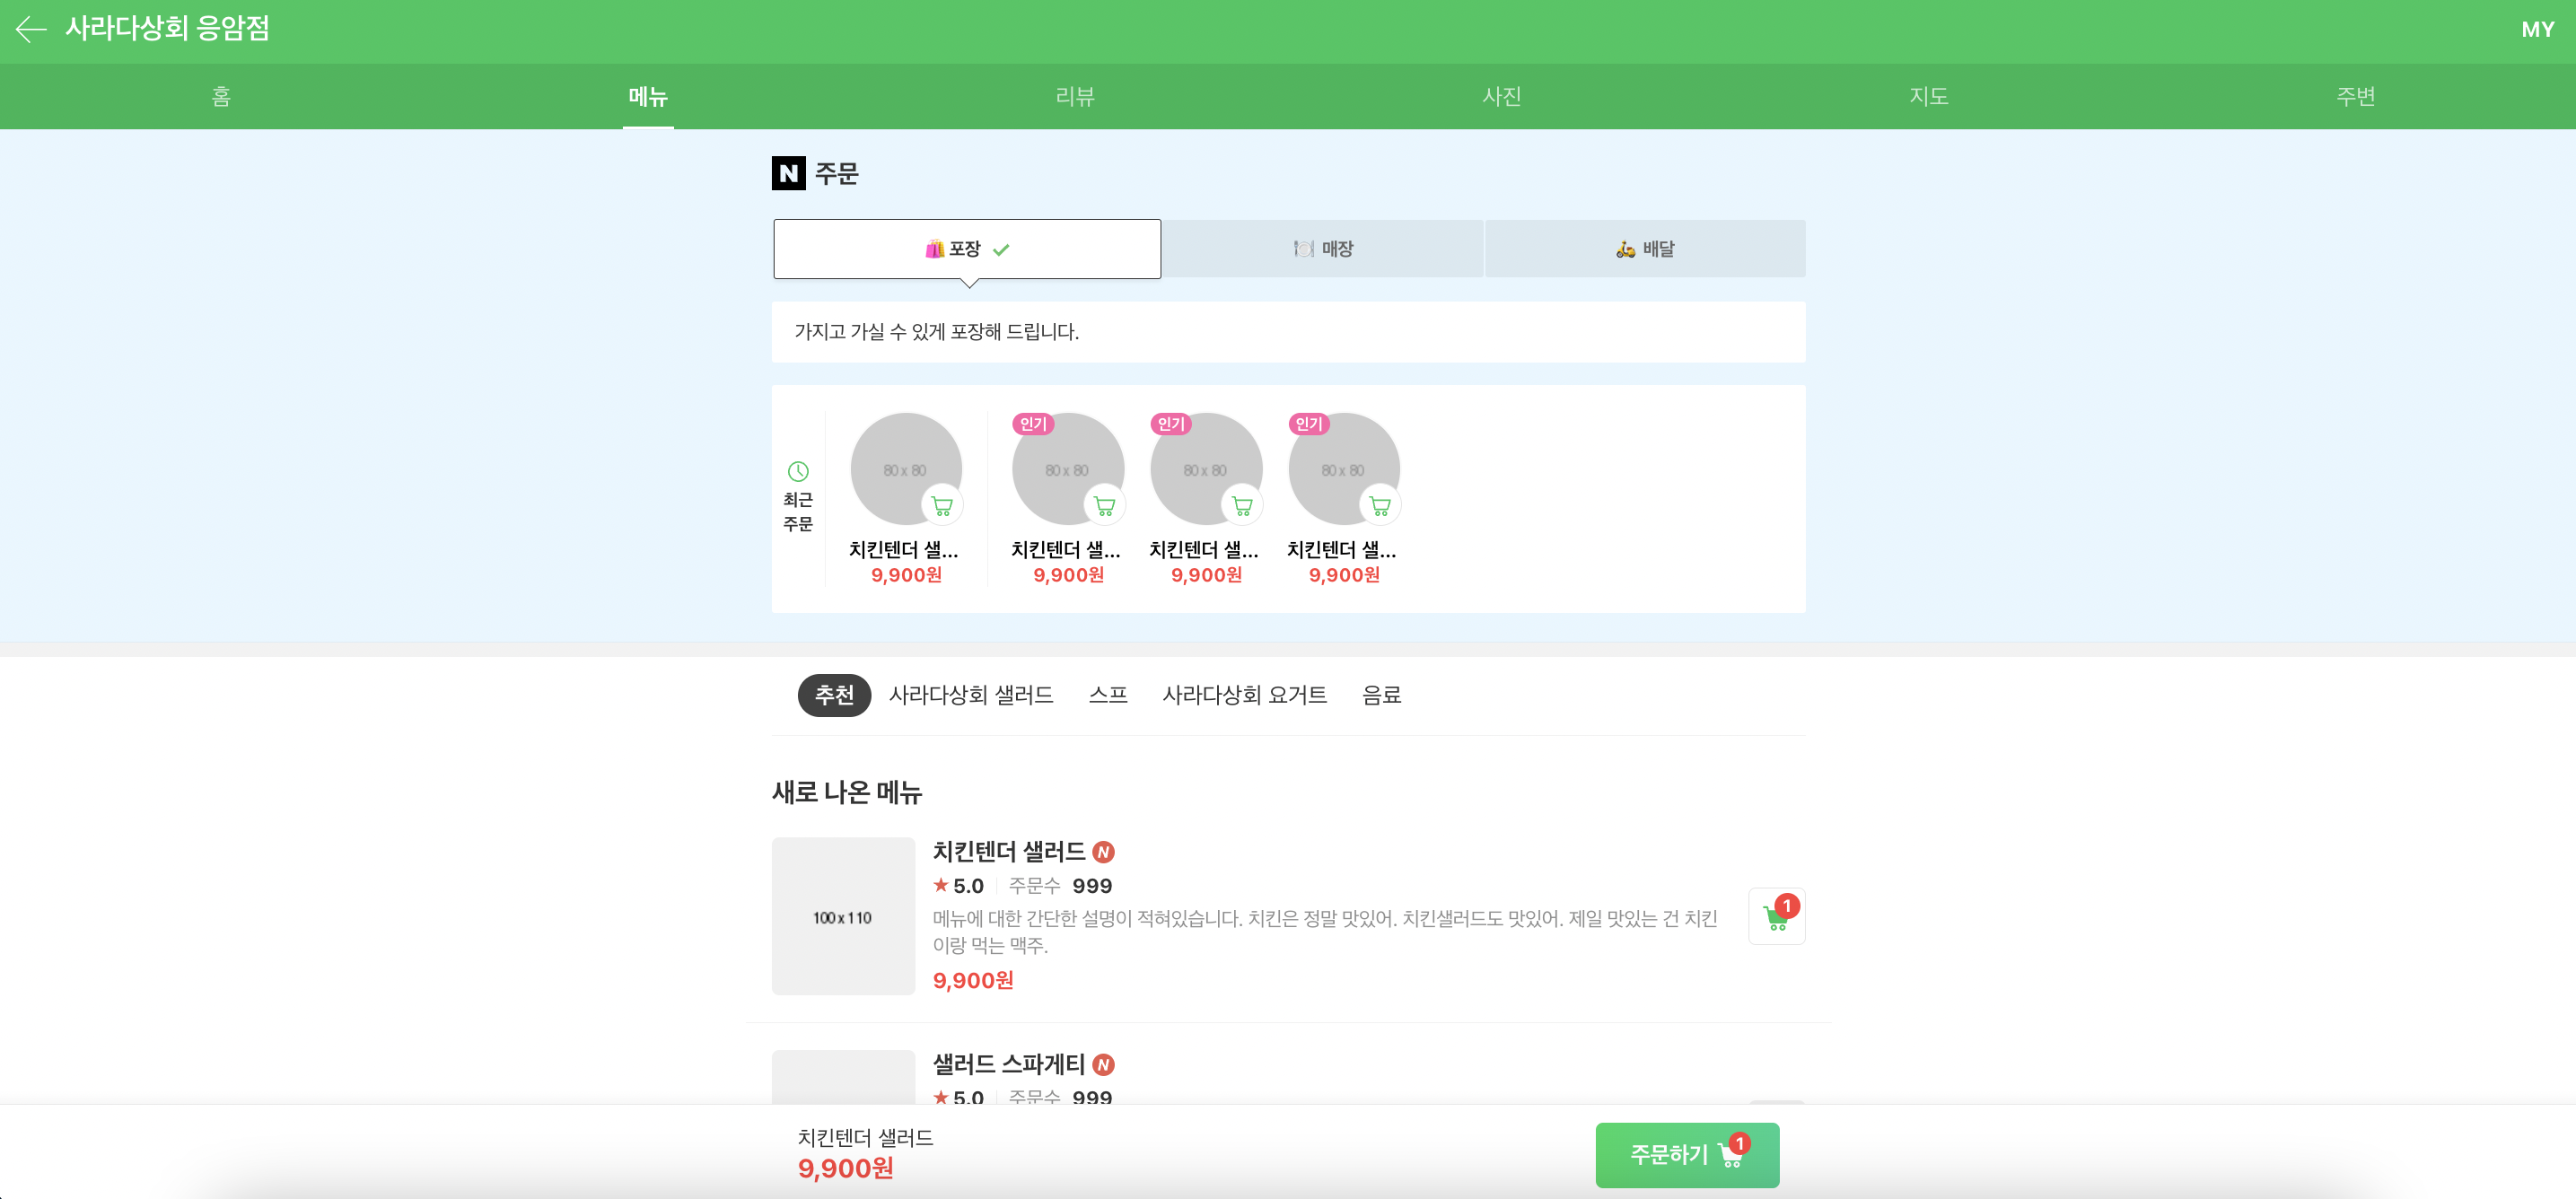 사라다상회 응암점
MY
홈 메뉴 리뷰 사진 지도 주변
N 주문
포장 매장 배달
가지고 가실 수 있게 포장해 드립니다.
최근
주문
80 x 80
치킨텐더 샐...
9,900원
인기
80 x 80
치킨텐더 샐...
9,900원
인기
80 x 80
치킨텐더 샐...
9,900원
인기
80 x 80
치킨텐더 샐...
9,900원
추천 사라다상회 샐러드 스프 사라다상회 요거트 음료
새로 나온 메뉴
100 x 110
치킨텐더 샐러드 N
★ 5.0 주문수 999
메뉴에 대한 간단한 설명이 적혀있습니다. 치킨은 정말 맛있어. 치킨샐러드도 맛있어. 제일 맛있는 건 치킨
이랑 먹는 맥주.
9,900원
1
샐러드 스파게티 N
★ 5.0 주문수 999
치킨텐더 샐러드
9,900원
주문하기 1